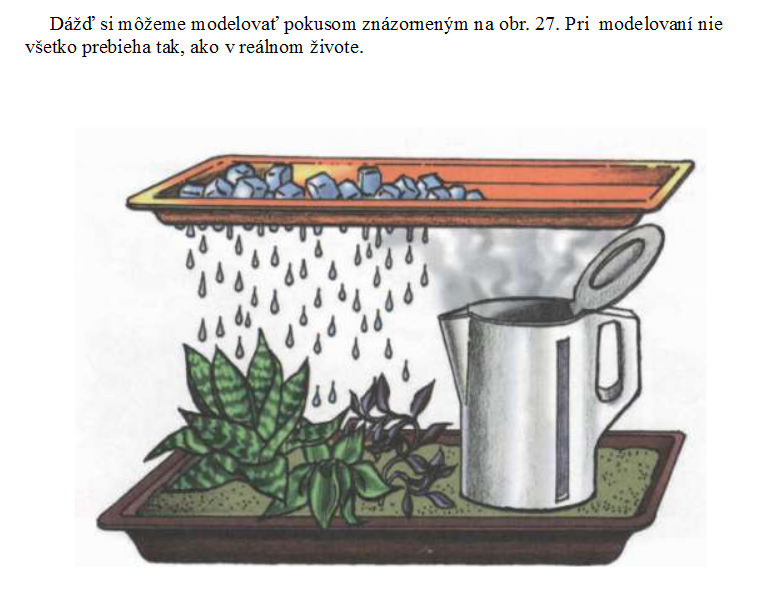 Dážď si môžeme modelovať pokusom znázorneným na obr. 27. Pri modelovaní nie
všetko prebieha tak, ako v reálnom živote.